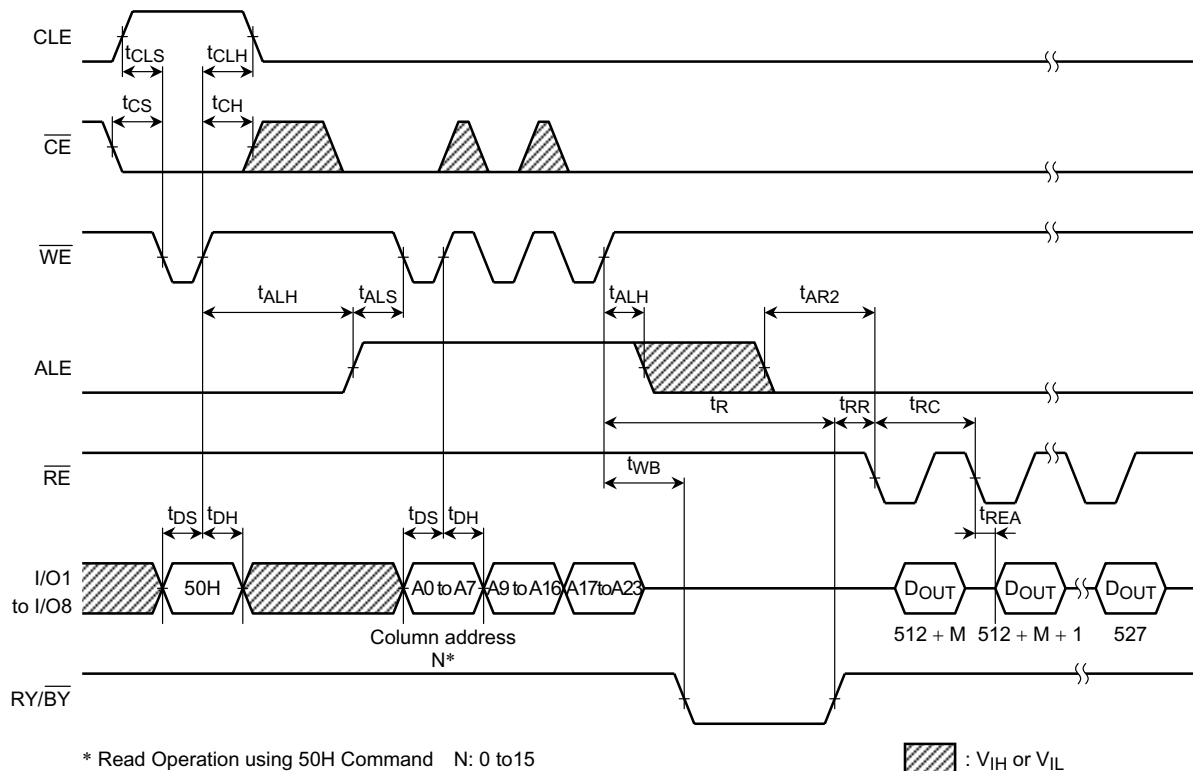 CLE
tCLS tCLH
tCS tCH
CE
WE
tALH tALS tALH tAR2
ALE
tR tRR tRC
RE
tWB
tDS tDH tDS tDH tREA
I/O1
to I/O8
50H A0 to A7 A9 to A16 A17 to A23 DOUT DOUT DOUT
Column address
N*
512 + M 512 + M + 1 527
RY/BY
* Read Operation using 50H Command N: 0 to15
: VIH or VIL